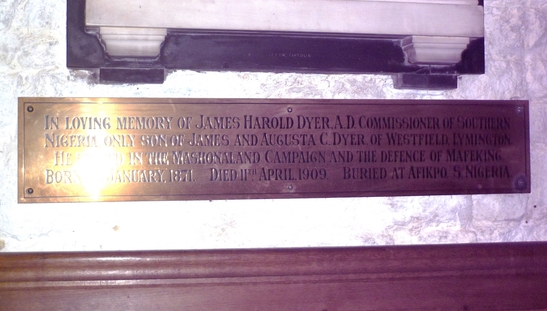 IN LOVING MEMORY OF JAMES HAROLD DYER, A.D. COMMISSIONER OF SOUTHERN
NIGERIA ONLY SON OF JAMES AND AUGUSTA C. DYER OF WESTFIELD, LYMINGTON.
HE IN THE MASHONALAND CAMPAIGN AND THE DEFENCE OF MAFEKING.
BORN JANUARY, 1871. DIED 11TH APRIL, 1909. BURIED AT AFIKPO, S. NIGERIA.